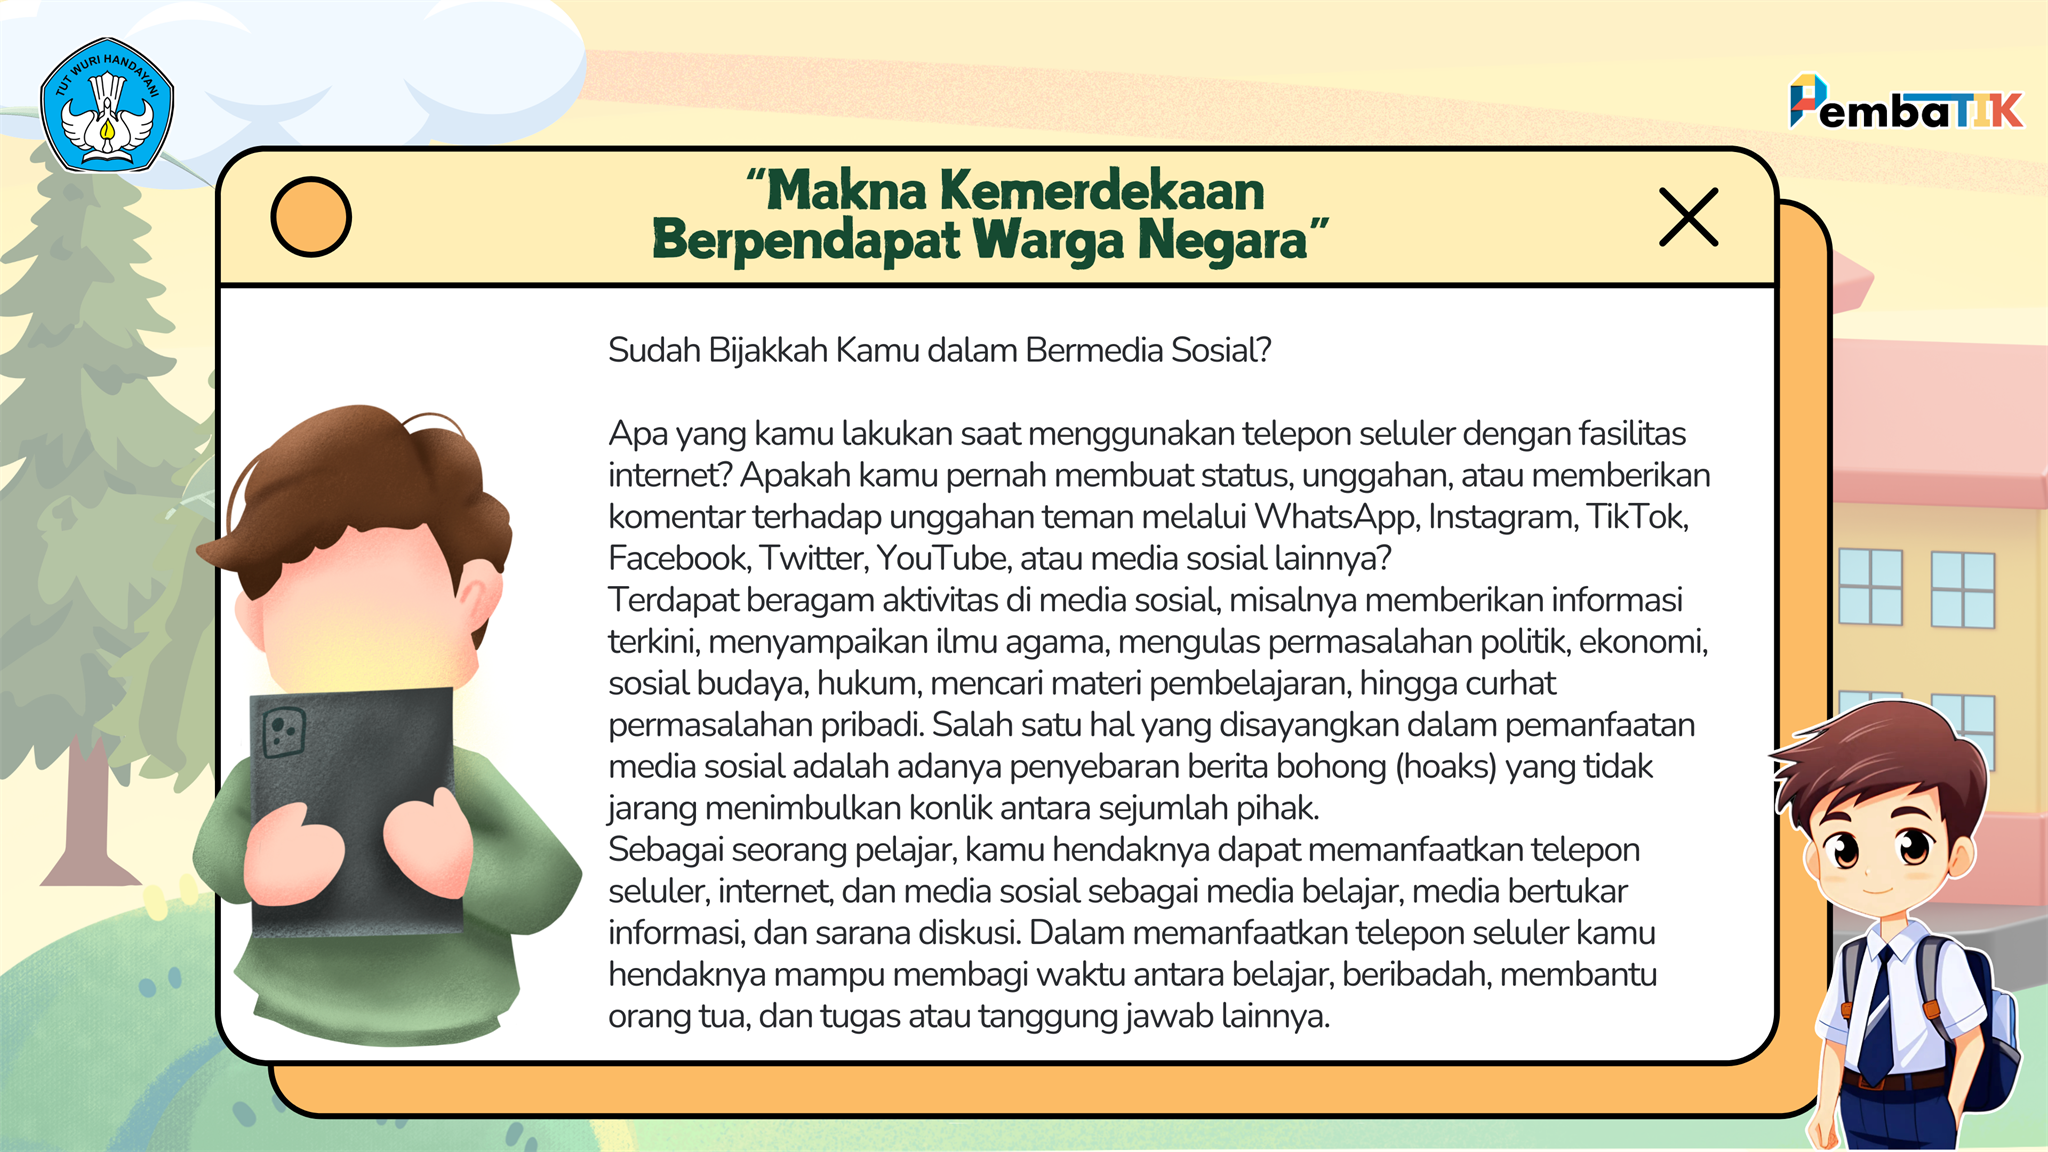 TUT WURI HANDAYANI
PembaTIK
“Makna Kemerdekaan
Berpendapat Warga Negara”
Sudah Bijakkah Kamu dalam Bermedia Sosial?
Apa yang kamu lakukan saat menggunakan telepon seluler dengan fasilitas
internet? Apakah kamu pernah membuat status, unggahan, atau memberikan
komentar terhadap unggahan teman melalui WhatsApp, Instagram, TikTok,
Facebook, Twitter, YouTube, atau media sosial lainnya?
Terdapat beragam aktivitas di media sosial, misalnya memberikan informasi
terkini, menyampaikan ilmu agama, mengulas permasalahan politik, ekonomi,
sosial budaya, hukum, mencari materi pembelajaran, hingga curhat
permasalahan pribadi. Salah satu hal yang disayangkan dalam pemanfaatan
media sosial adalah adanya penyebaran berita bohong (hoaks) yang tidak
jarang menimbulkan konlik antara sejumlah pihak.
Sebagai seorang pelajar, kamu hendaknya dapat memanfaatkan telepon
seluler, internet, dan media sosial sebagai media belajar, media bertukar
informasi, dan sarana diskusi. Dalam memanfaatkan telepon seluler kamu
hendaknya mampu membagi waktu antara belajar, beribadah, membantu
orang tua, dan tugas atau tanggung jawab lainnya.